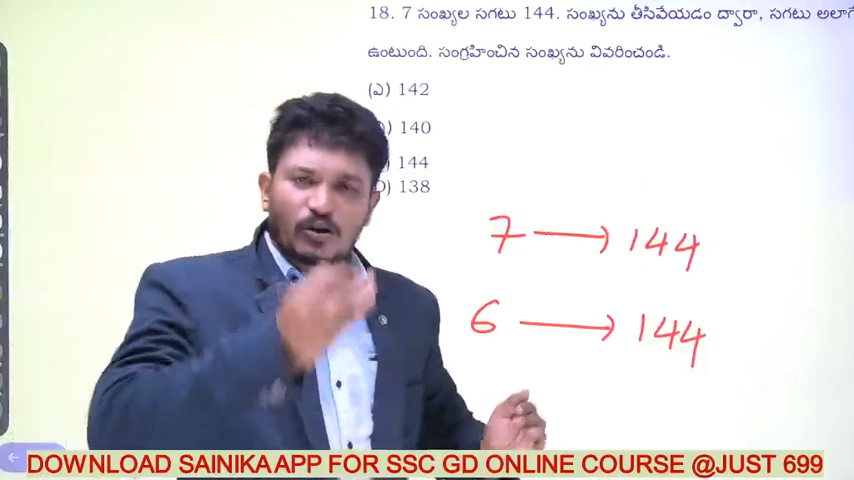 18. 7 సంఖ్యల సగటు 144. సంఖ్యను తీసివేయడం ద్వారా, సగటు అలాగే
ఉంటుంది. సంగ్రహించిన సంఖ్యను వివరించండి.
(ఎ) 142
) 140
) 144
D) 138
7 → 144
6 → 144
DOWNLOAD SAINIKA APP FOR SSC GD ONLINE COURSE @JUST 699